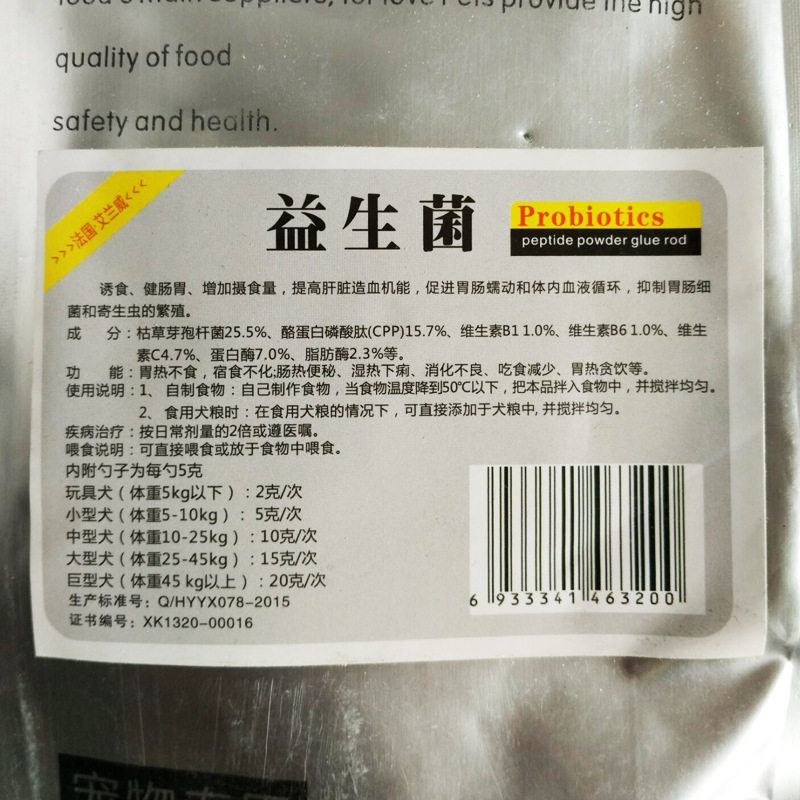 food's main suppliers, for love Pets provide the high
quality of food
safety and health.
>>>威兰艾·国法<<<<
益生菌
Probiotics
peptide powder glue rod
诱食、健肠胃、增加摄食量，提高肝脏造血机能，促进胃肠蠕动和体内血液循环，抑制胃肠细
菌和寄生虫的繁殖。
成 分：枯草芽孢杆菌25.5%、酪蛋白磷酸肽(CPP)15.7%、维生素B1 1.0%、维生素B6 1.0%、维生
素C4.7%、蛋白酶7.0%、脂肪酶2.3%等。
功 能：胃热不食，宿食不化;肠热便秘、湿热下痢、消化不良、吃食减少、胃热贪饮等。
使用说明：1、 自制食物：自己制作食物，当食物温度降到50℃以下，把本品拌入食物中，并搅拌均匀。
2、 食用犬粮时：在食用犬粮的情况下，可直接添加于犬粮中, 并搅拌均匀。
疾病治疗：按日常剂量的2倍或遵医嘱。
喂食说明：可直接喂食或放于食物中喂食。
内附勺子为每勺5克
玩具犬（体重5kg以下）：2克/次
小型犬（体重5-10kg）：5克/次
中型犬（体重10-25kg）：10克/次
大型犬（体重25-45kg）：15克/次
巨型犬（体重45 kg以上）：20克/次
生产标准号：Q/HYYX078-2015
证书编号：XK1320-00016
6 933341 463200